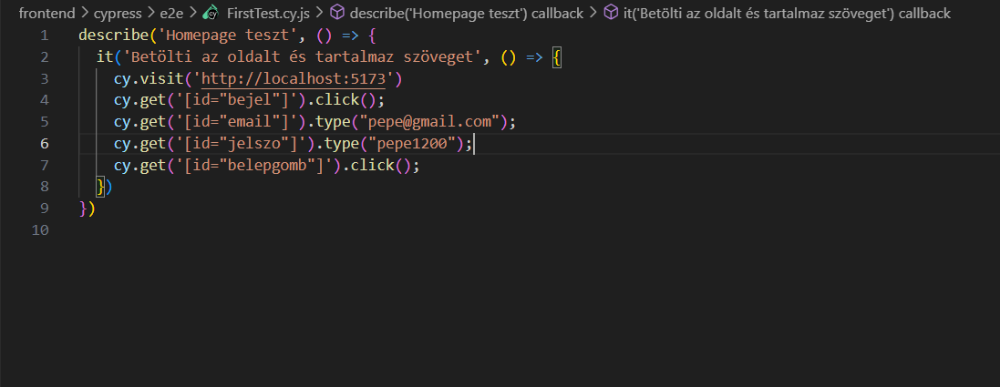 frontend > cypress > e2e > FirstTest.cy.js > describe('Homepage teszt') callback > it('Betölti az oldalt és tartalmaz szöveget') callback
1 describe('Homepage teszt', () => {
2 it('Betölti az oldalt és tartalmaz szöveget', () => {
3 cy.visit('http://localhost:5173')
4 cy.get('[id="bejel"]').click();
5 cy.get('[id="email"]').type("pepe@gmail.com");
6 cy.get('[id="jelszo"]').type("pepe1200");
7 cy.get('[id="belepgomb"]').click();
8 })
9 })
10